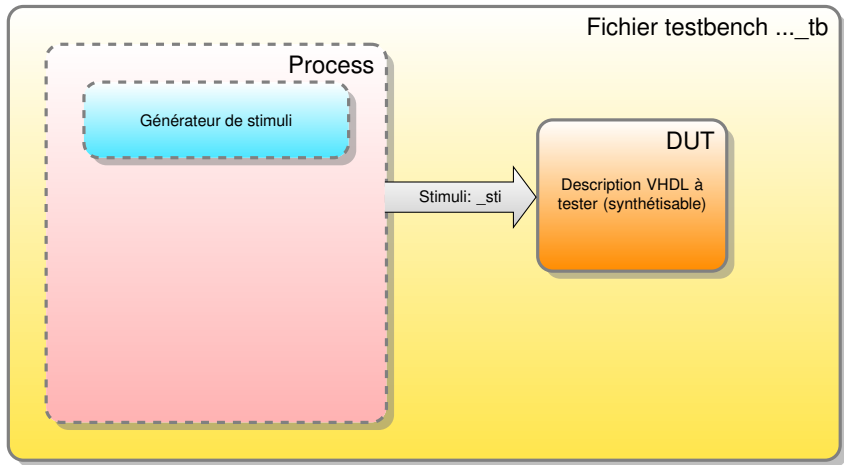 Fichier testbench ..._tb
Process
Générateur de stimuli
DUT
Description VHDL à
tester (synthétisable)
Stimuli: _sti